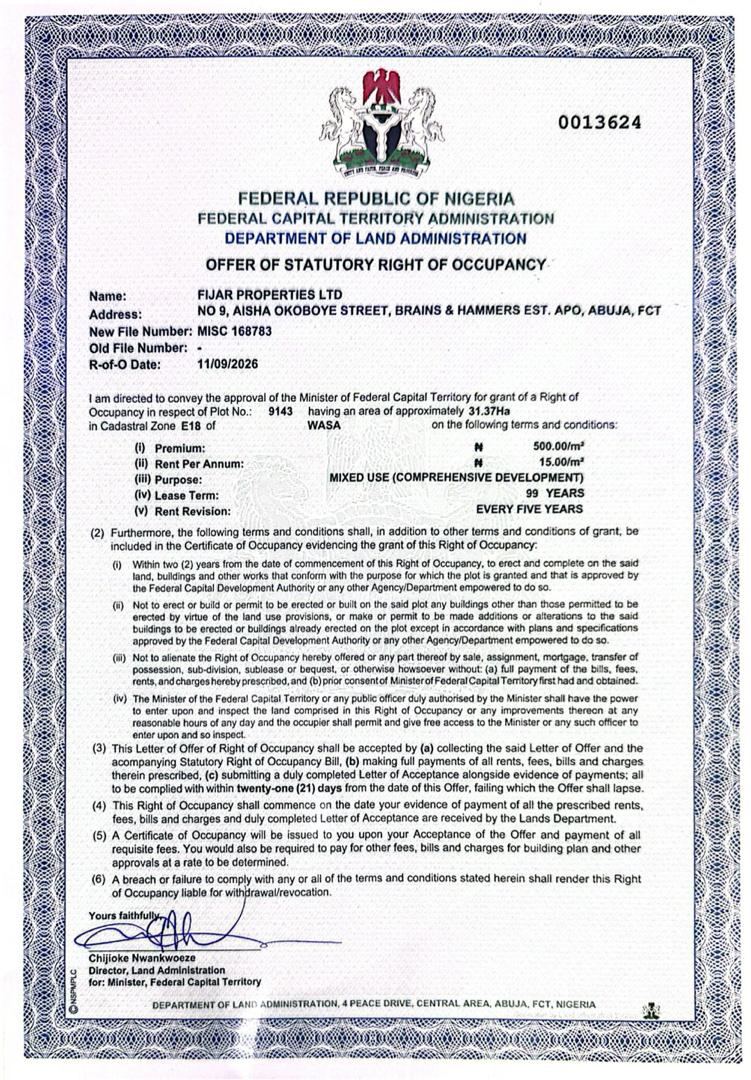 0013624
FEDERAL REPUBLIC OF NIGERIA
FEDERAL CAPITAL TERRITORY ADMINISTRATION
DEPARTMENT OF LAND ADMINISTRATION
OFFER OF STATUTORY RIGHT OF OCCUPANCY
Name: FIJAR PROPERTIES LTD
Address: NO 9, AISHA OKOBOYE STREET, BRAINS & HAMMERS EST. APO, ABUJA, FCT
New File Number: MISC 168783
Old File Number: -
R-of-O Date: 11/09/2026
I am directed to convey the approval of the Minister of Federal Capital Territory for grant of a Right of
Occupancy in respect of Plot No.: 9143 having an area of approximately 31.37Ha
in Cadastral Zone E18 of WASA on the following terms and conditions:
(i) Premium: ₦ 500.00/m²
(ii) Rent Per Annum: ₦ 15.00/m²
(iii) Purpose: MIXED USE (COMPREHENSIVE DEVELOPMENT)
(iv) Lease Term: 99 YEARS
(v) Rent Revision: EVERY FIVE YEARS
(2) Furthermore, the following terms and conditions shall, in addition to other terms and conditions of grant, be
included in the Certificate of Occupancy evidencing the grant of this Right of Occupancy:
(i) Within two (2) years from the date of commencement of this Right of Occupancy, to erect and complete on the said
land, buildings and other works that conform with the purpose for which the plot is granted and that is approved by
the Federal Capital Development Authority or any other Agency/Department empowered to do so.
(ii) Not to erect or build or permit to be erected or built on the said plot any buildings other than those permitted to be
erected by virtue of the land use provisions, or make or permit to be made additions or alterations to the said
buildings to be erected or buildings already erected on the plot except in accordance with plans and specifications
approved by the Federal Capital Development Authority or any other Agency/Department empowered to do so.
(iii) Not to alienate the Right of Occupancy hereby offered or any part thereof by sale, assignment, mortgage, transfer of
possession, sub-division, sublease or bequest, or otherwise howsoever without: (a) full payment of the bills, fees,
rents, and charges hereby prescribed, and (b) prior consent of Minister of Federal Capital Territory first had and obtained.
(iv) The Minister of the Federal Capital Territory or any public officer duly authorised by the Minister shall have the power
to enter upon and inspect the land comprised in this Right of Occupancy or any improvements thereon at any
reasonable hours of any day and the occupier shall permit and give free access to the Minister or any such officer to
enter upon and so inspect.
(3) This Letter of Offer of Right of Occupancy shall be accepted by (a) collecting the said Letter of Offer and the
acompanying Statutory Right of Occupancy Bill, (b) making full payments of all rents, fees, bills and charges
therein prescribed, (c) submitting a duly completed Letter of Acceptance alongside evidence of payments; all
to be complied with within twenty-one (21) days from the date of this Offer, failing which the Offer shall lapse.
(4) This Right of Occupancy shall commence on the date your evidence of payment of all the prescribed rents,
fees, bills and charges and duly completed Letter of Acceptance are received by the Lands Department.
(5) A Certificate of Occupancy will be issued to you upon your Acceptance of the Offer and payment of all
requisite fees. You would also be required to pay for other fees, bills and charges for building plan and other
approvals at a rate to be determined.
(6) A breach or failure to comply with any or all of the terms and conditions stated herein shall render this Right
of Occupancy liable for withdrawal/revocation.
Yours faithfully,
Chijioke Nwankwoeze
Director, Land Administration
for: Minister, Federal Capital Territory
©NSPMPLC
DEPARTMENT OF LAND ADMINISTRATION, 4 PEACE DRIVE, CENTRAL AREA, ABUJA, FCT, NIGERIA